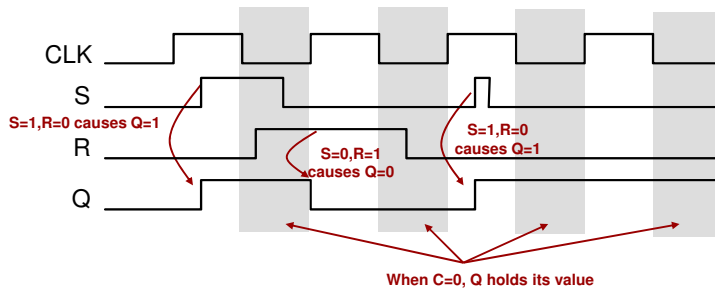 CLK
S
S=1,R=0 causes Q=1
S=1,R=0
causes Q=1
R
S=0,R=1
causes Q=0
Q
When C=0, Q holds its value